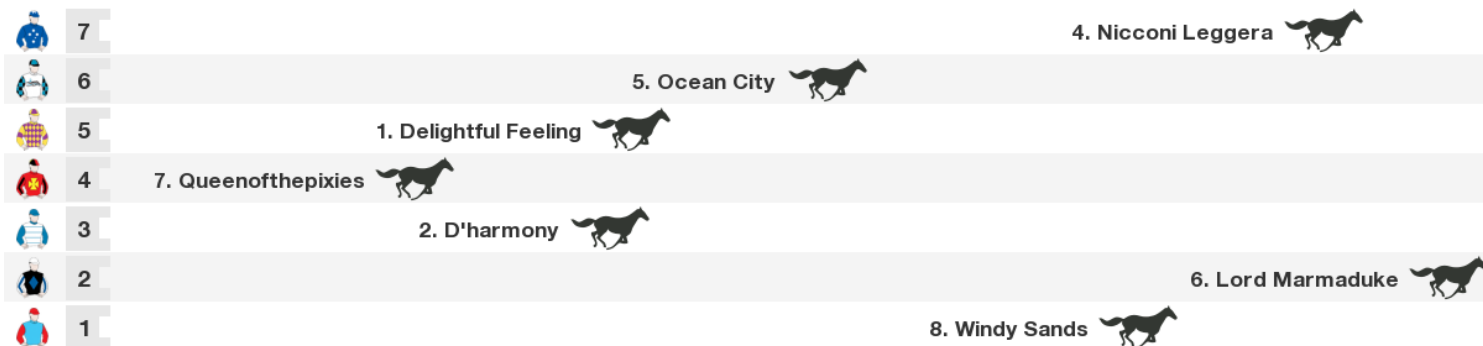 7 4. Nicconi Leggera
6 5. Ocean City
5 1. Delightful Feeling
4 7. Queenofthepixies
3 2. D'harmony
2 6. Lord Marmaduke
1 8. Windy Sands